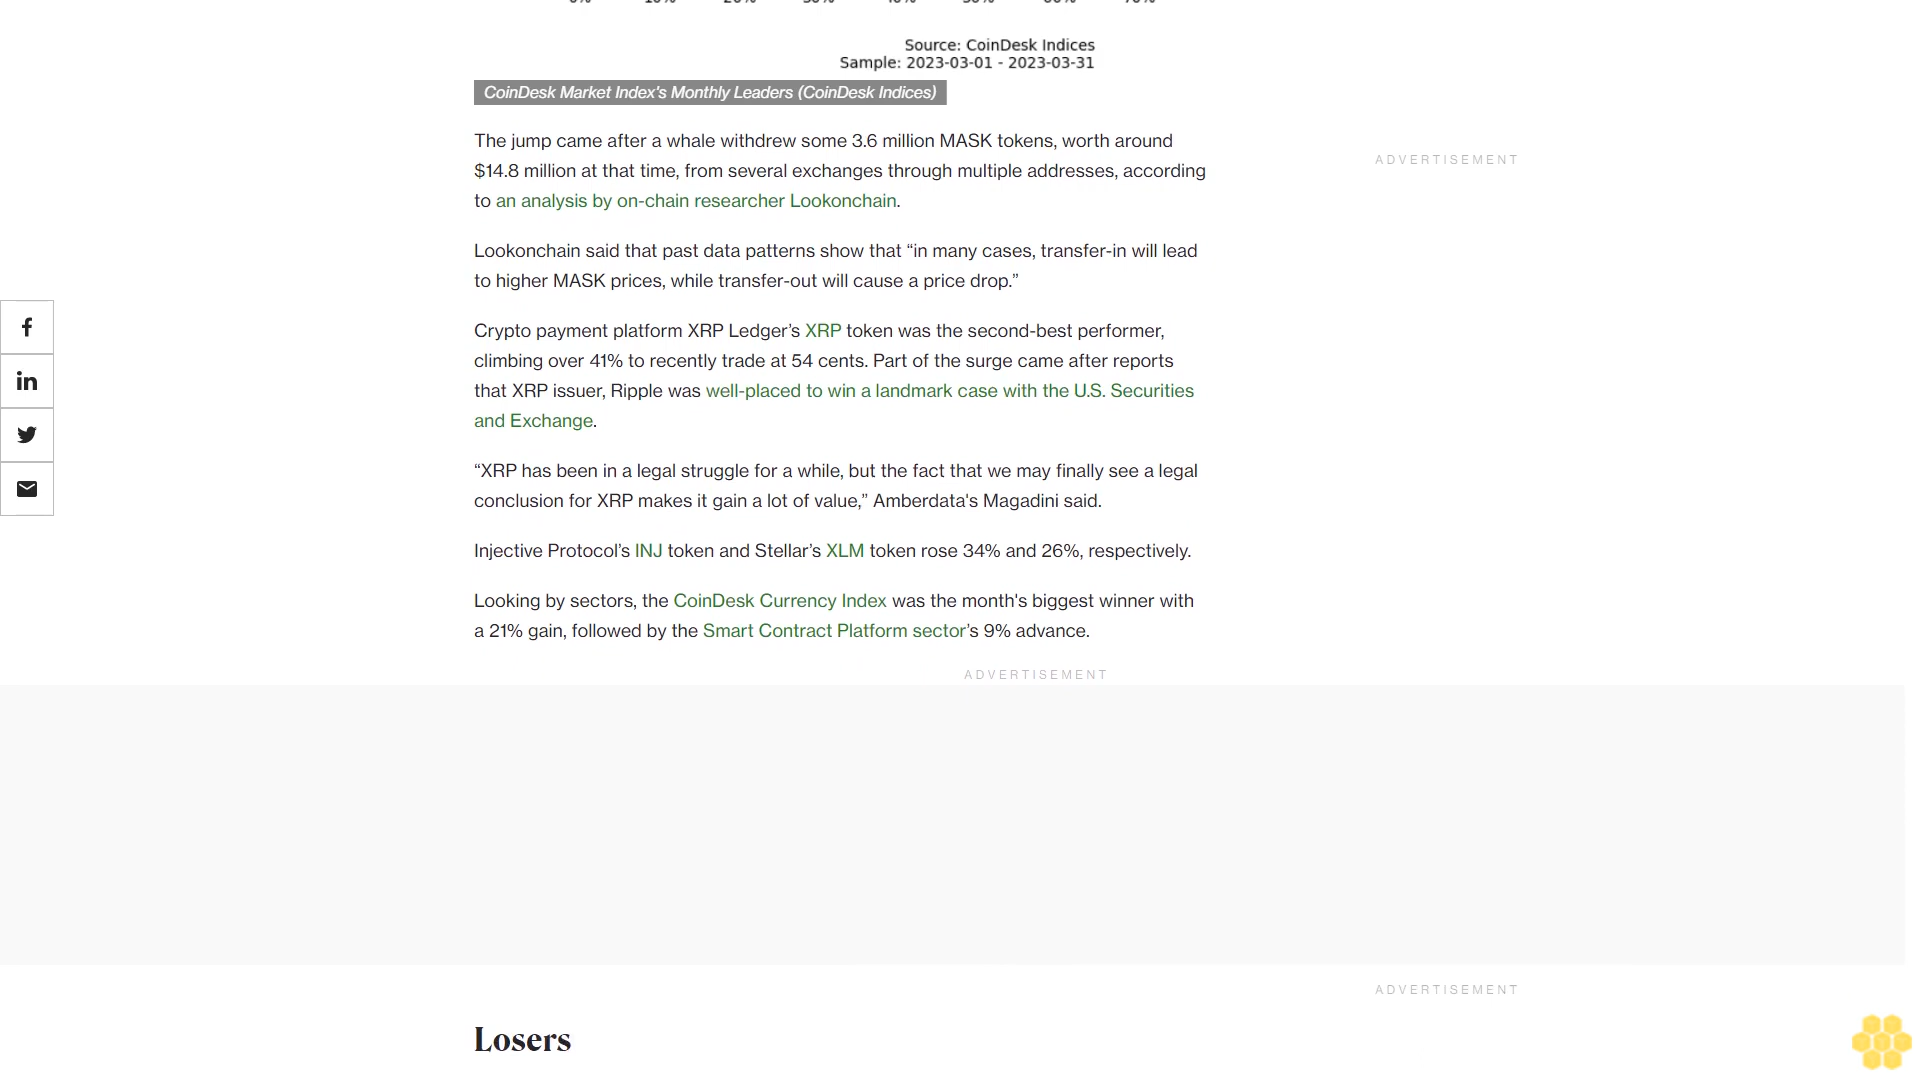 Source: CoinDesk Indices
Sample: 2023-03-01 - 2023-03-31
CoinDesk Market Index's Monthly Leaders (CoinDesk Indices)
The jump came after a whale withdrew some 3.6 million MASK tokens, worth around
$14.8 million at that time, from several exchanges through multiple addresses, according
to an analysis by on-chain researcher Lookonchain.
ADVERTISEMENT
Lookonchain said that past data patterns show that “in many cases, transfer-in will lead
to higher MASK prices, while transfer-out will cause a price drop.”
Crypto payment platform XRP Ledger’s XRP token was the second-best performer,
climbing over 41% to recently trade at 54 cents. Part of the surge came after reports
that XRP issuer, Ripple was well-placed to win a landmark case with the U.S. Securities
and Exchange.
“XRP has been in a legal struggle for a while, but the fact that we may finally see a legal
conclusion for XRP makes it gain a lot of value,” Amberdata's Magadini said.
Injective Protocol’s INJ token and Stellar’s XLM token rose 34% and 26%, respectively.
Looking by sectors, the CoinDesk Currency Index was the month's biggest winner with
a 21% gain, followed by the Smart Contract Platform sector’s 9% advance.
ADVERTISEMENT
ADVERTISEMENT
Losers